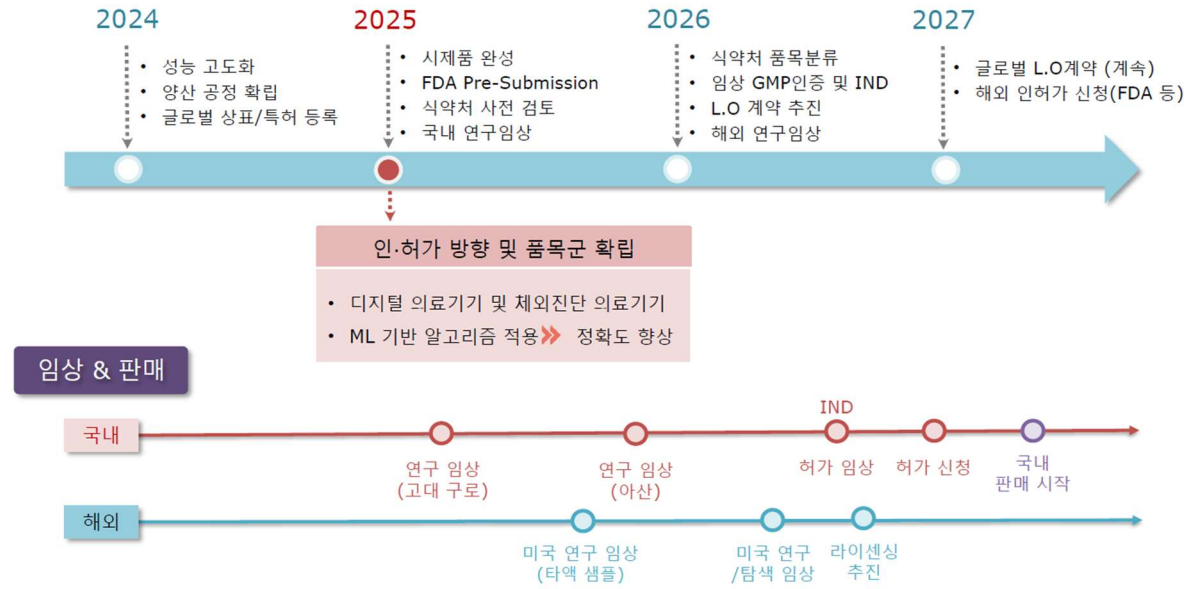 2024
2025
2026
2027
• 성능 고도화
• 양산 공정 확립
• 글로벌 상표/특허 등록
• 시제품 완성
• FDA Pre-Submission
• 식약처 사전 검토
• 국내 연구임상
• 식약처 품목분류
• 임상 GMP인증 및 IND
• L.O 계약 추진
• 해외 연구임상
• 글로벌 L.O계약 (계속)
• 해외 인허가 신청(FDA 등)
인·허가 방향 및 품목군 확립
• 디지털 의료기기 및 체외진단 의료기기
• ML 기반 알고리즘 적용 정확도 향상
임상 & 판매
국내
연구 임상
(고대 구로)
연구 임상
(아산)
IND
허가 임상
허가 신청
국내
판매 시작
해외
미국 연구 임상
(타액 샘플)
미국 연구
/탐색 임상
라이센싱
추진